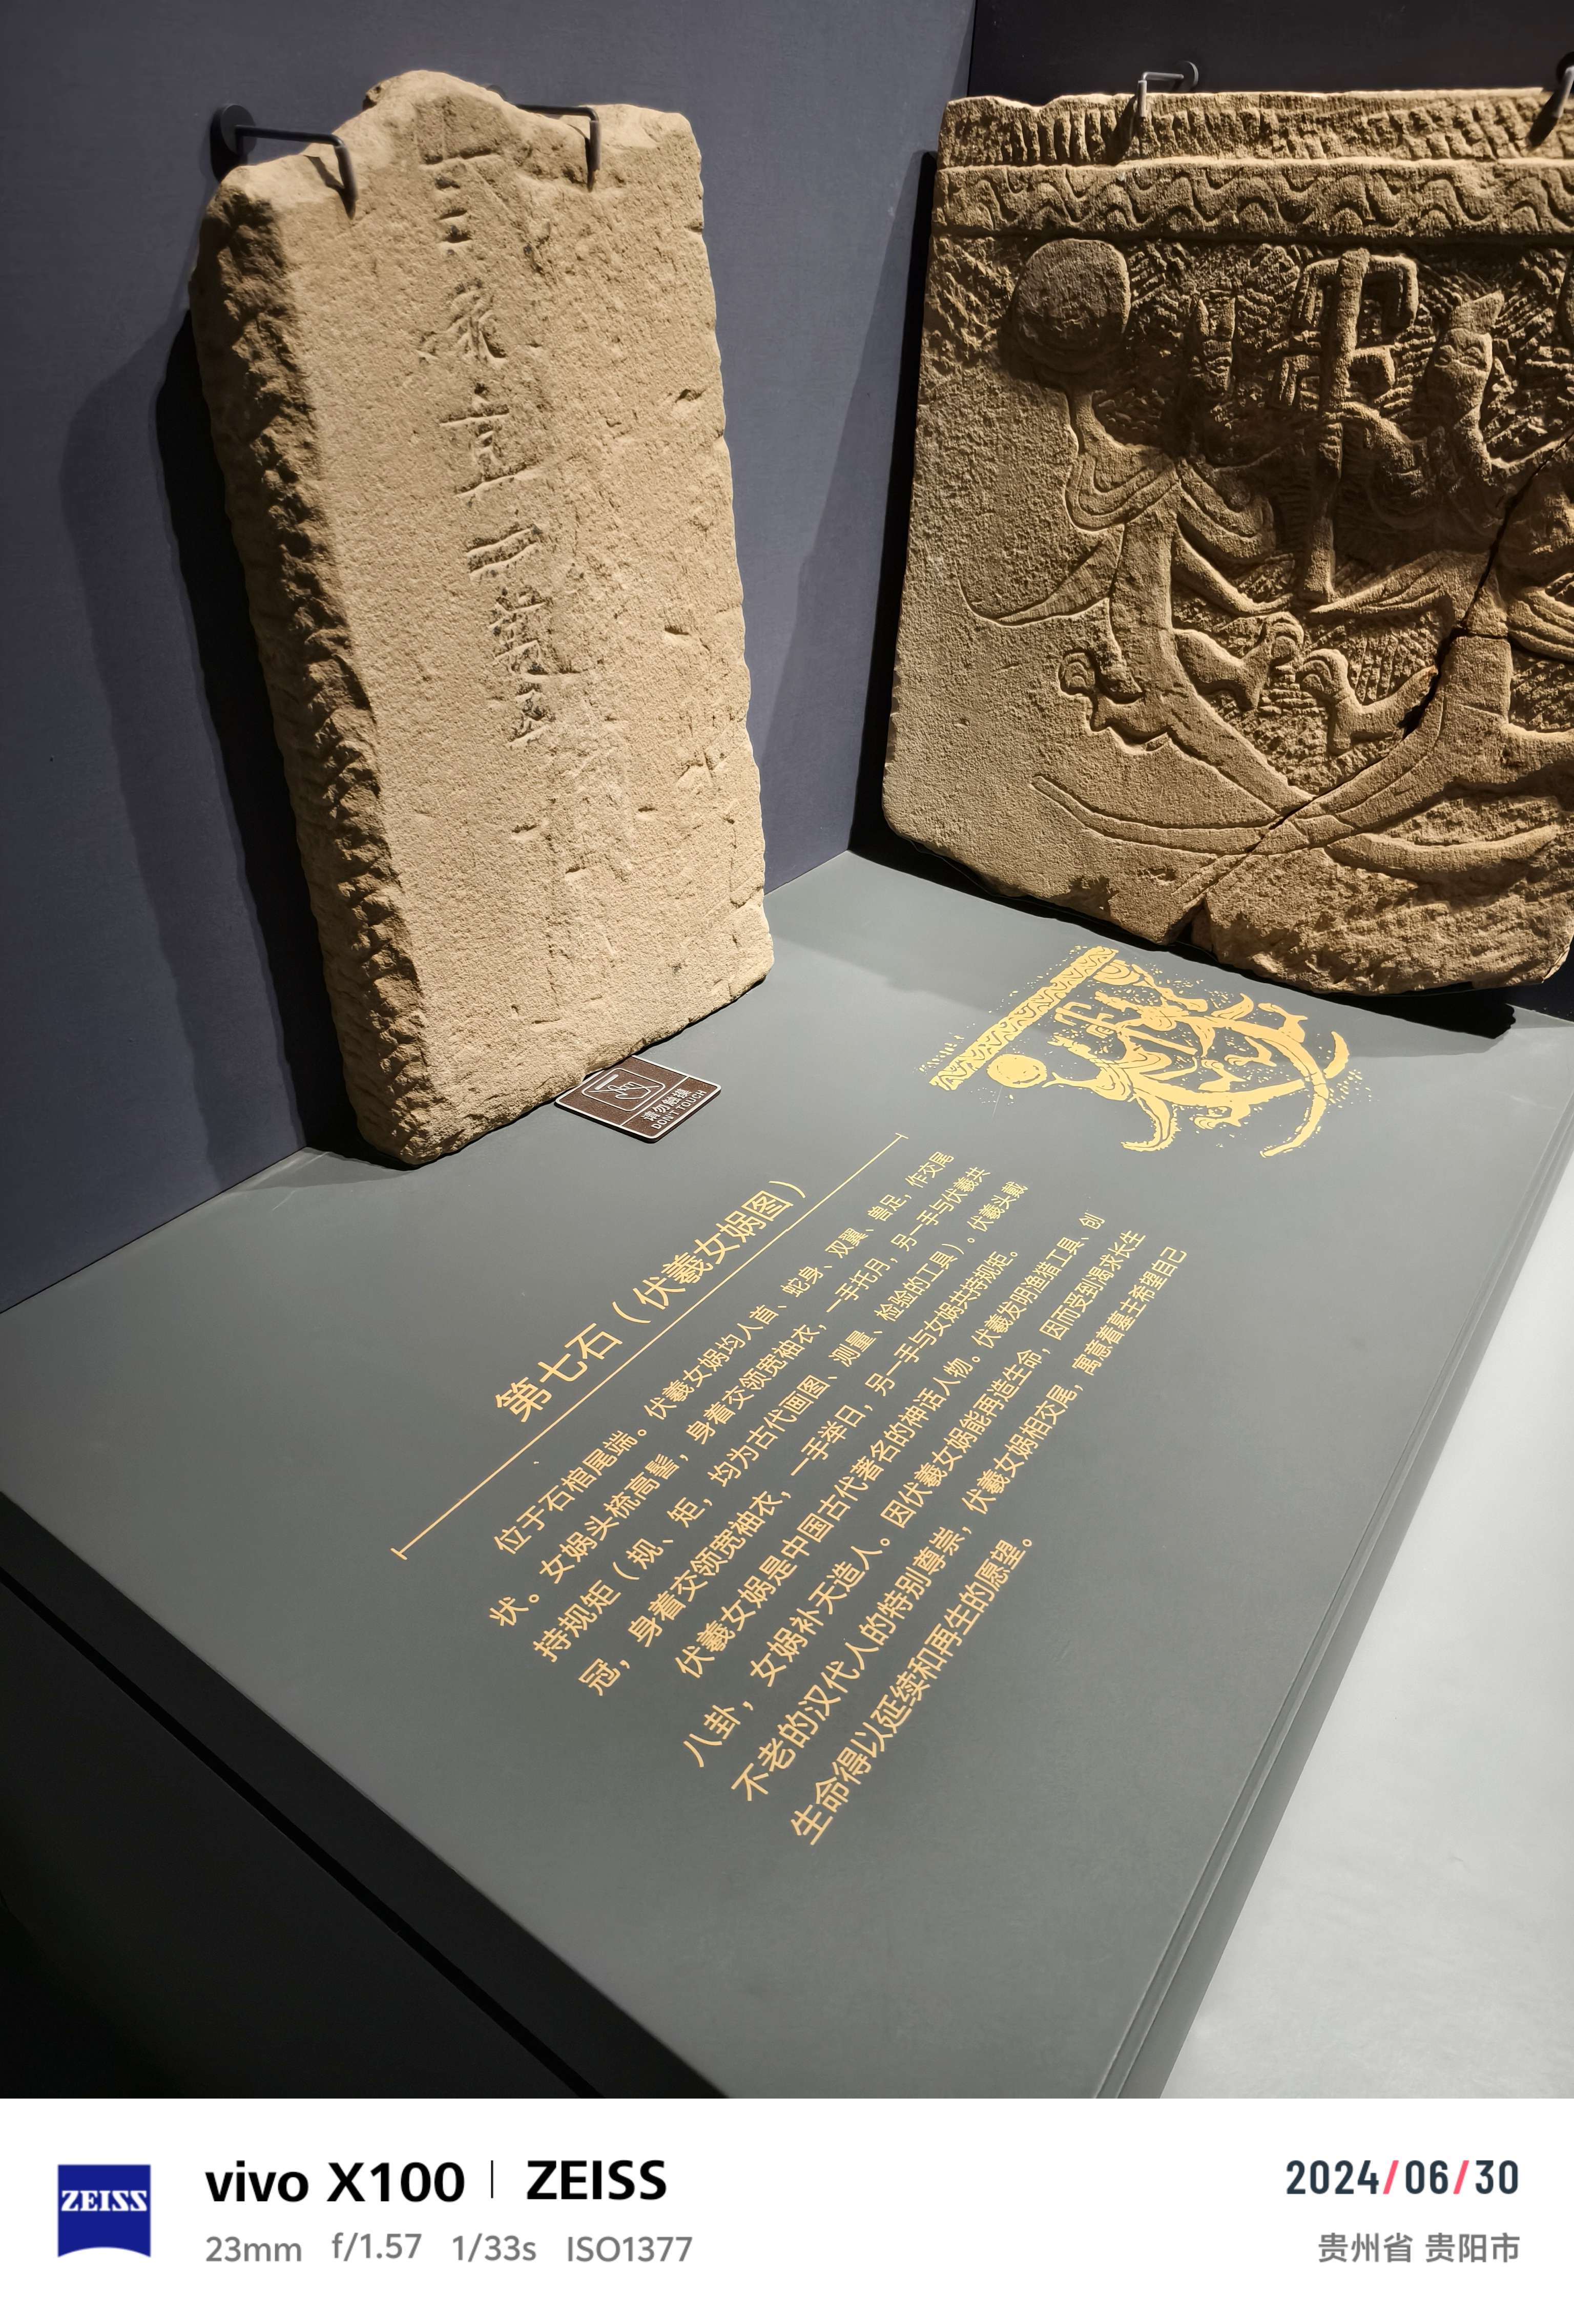 请勿触摸
DON'T TOUCH
第七石（伏羲女娲图）
位于石棺尾端。伏羲女娲均人首、蛇身、双翼、兽足，作交尾
状。女娲头梳高髻，身着交领宽袖衣，一手托月，另一手与伏羲共
持规矩（规、矩，均为古代画图、测量、检验的工具）。伏羲头戴
冠，身着交领宽袖衣，一手举日，另一手与女娲共持规矩。
伏羲女娲是中国古代著名的神话人物。伏羲发明渔猎工具、创
八卦，女娲补天造人。因伏羲女娲能再造生命，因而受到渴求长生
不老的汉代人的特别尊崇，伏羲女娲相交尾，寓意着墓主希望自己
生命得以延续和再生的愿望。
ZEISS
vivo X100 | ZEISS
23mm f/1.57 1/33s ISO1377
2024/06/30
贵州省 贵阳市